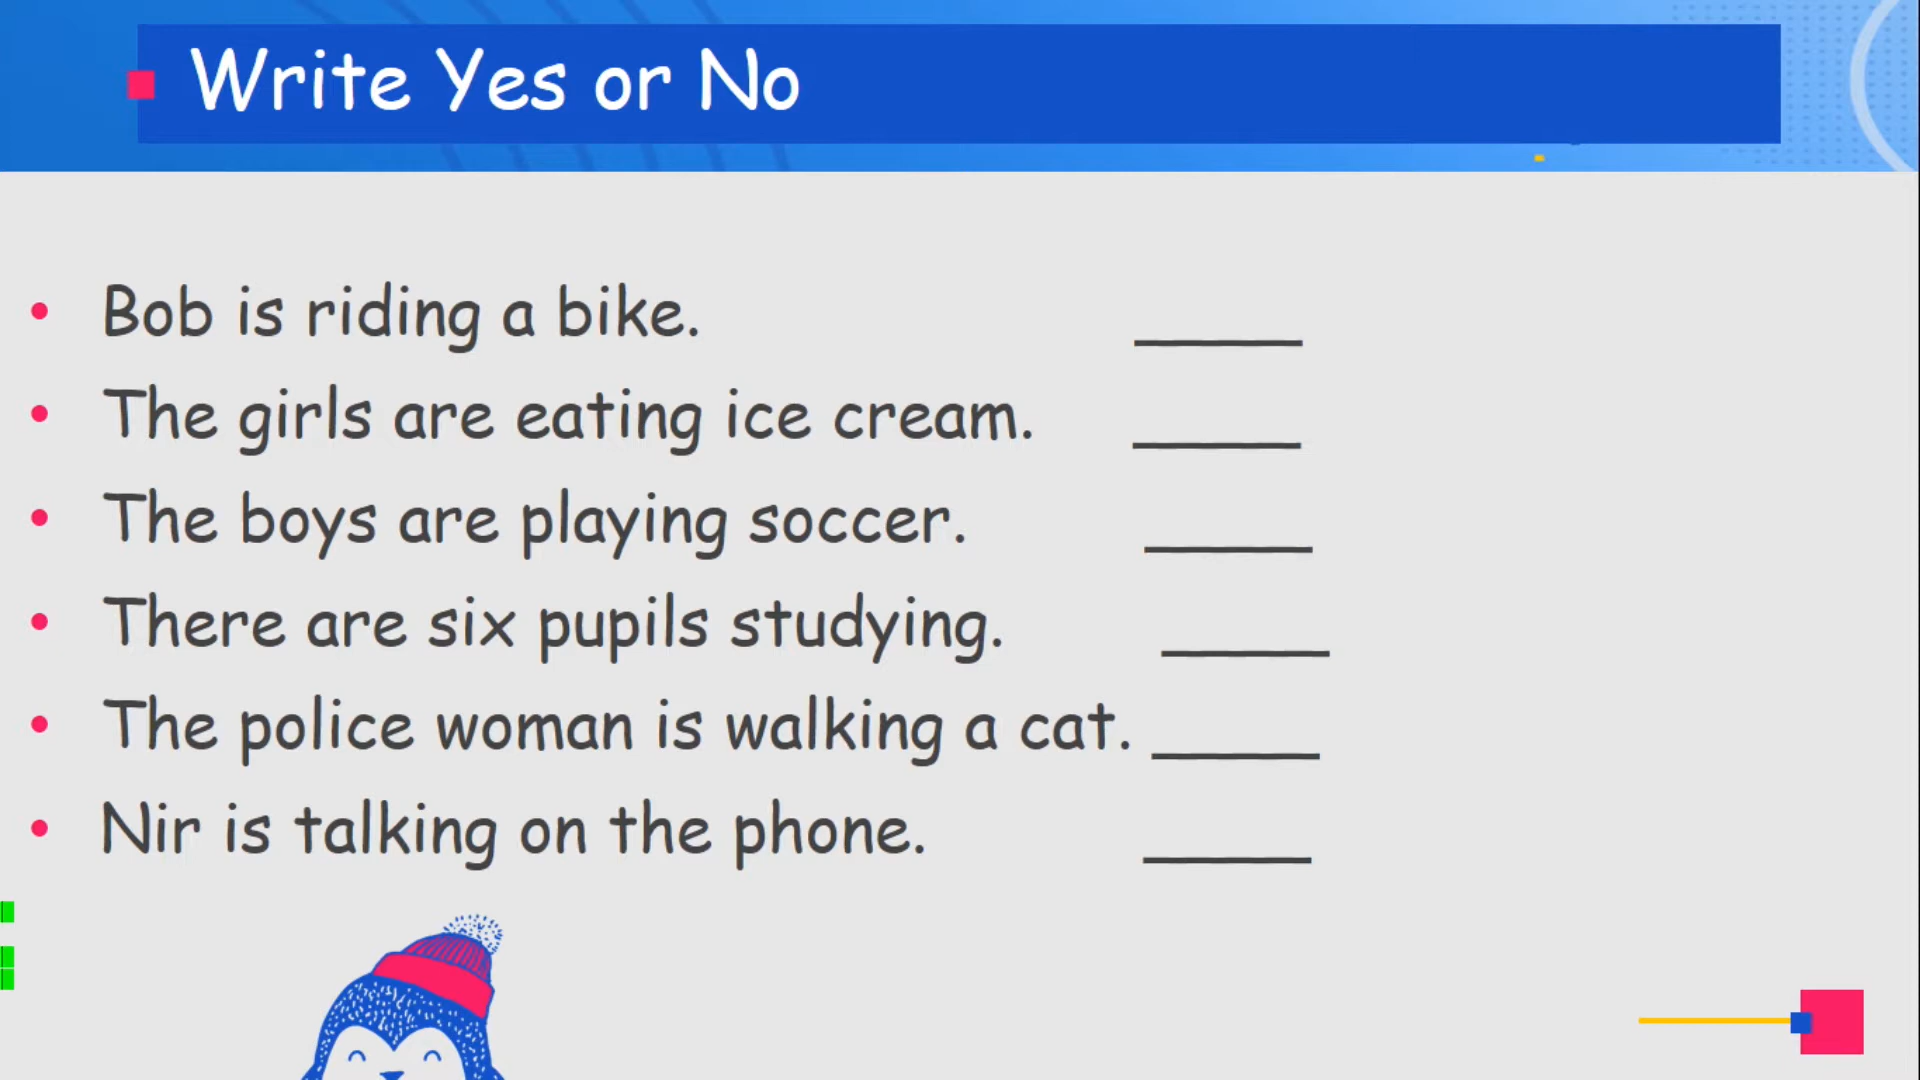 Write Yes or No
• Bob is riding a bike. _____
• The girls are eating ice cream. _____
• The boys are playing soccer. _____
• There are six pupils studying. _____
• The police woman is walking a cat. _____
• Nir is talking on the phone. _____